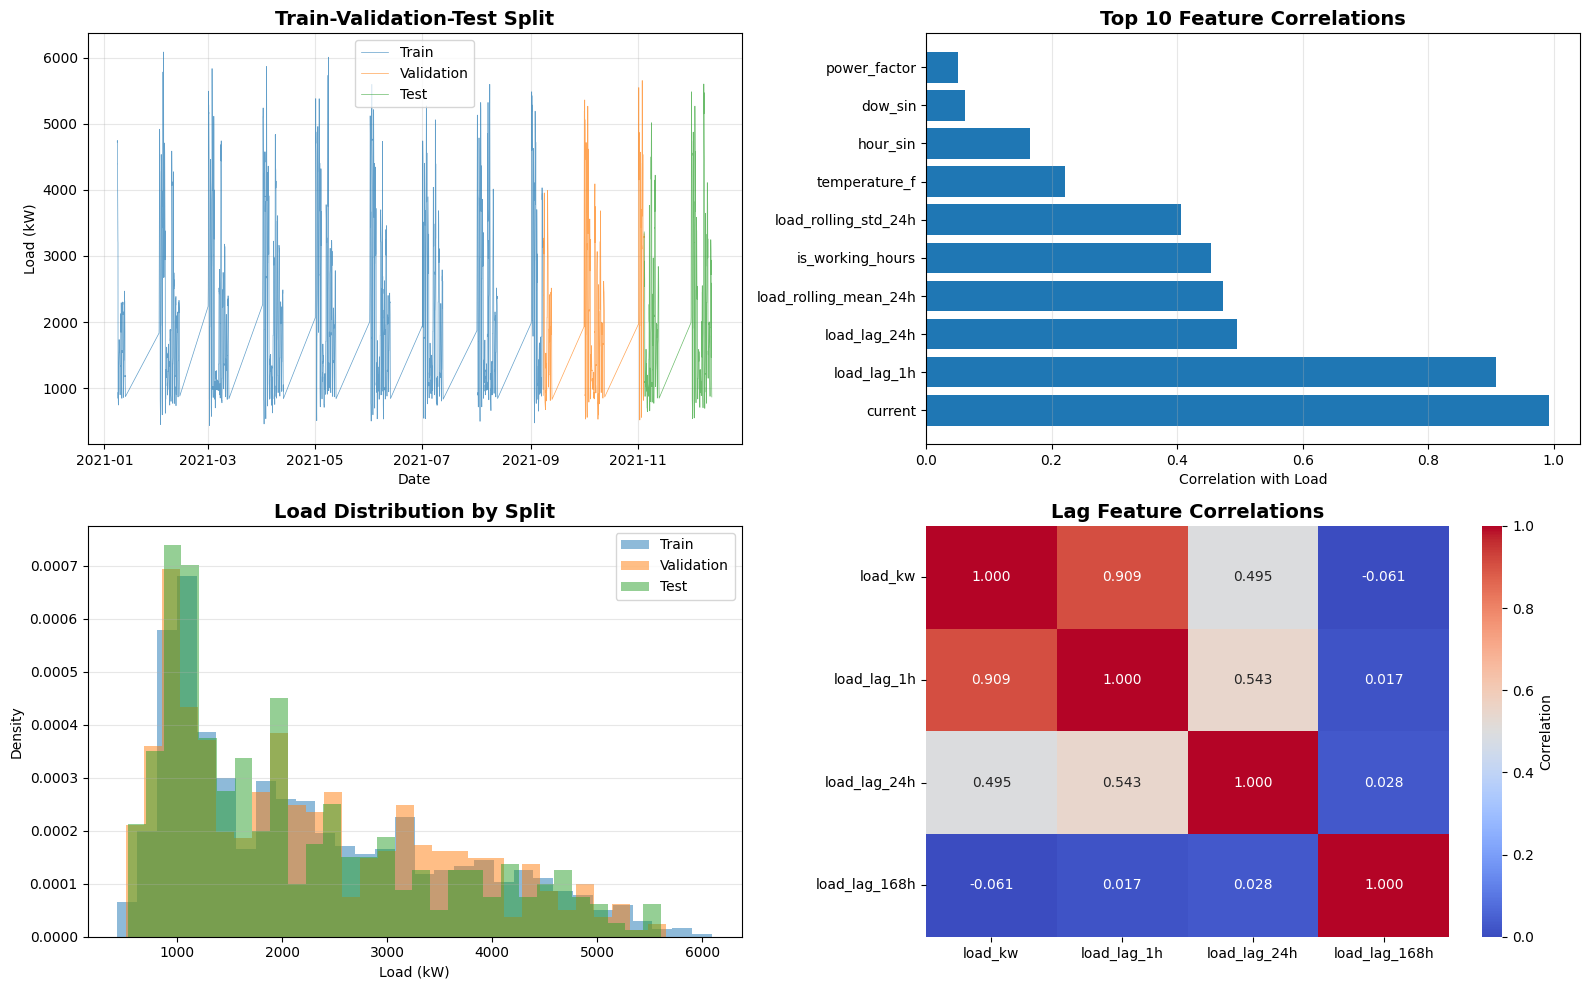 Train-Validation-Test Split
Train
Validation
Test
6000
5000
4000
3000
2000
1000
Load (kW)
2021-01
2021-03
2021-05
2021-07
2021-09
2021-11
Date
Top 10 Feature Correlations
power_factor
dow_sin
hour_sin
temperature_f
load_rolling_std_24h
is_working_hours
load_rolling_mean_24h
load_lag_24h
load_lag_1h
current
0.0
0.2
0.4
0.6
0.8
1.0
Correlation with Load
Load Distribution by Split
Train
Validation
Test
0.0007
0.0006
0.0005
0.0004
0.0003
0.0002
0.0001
0.0000
Density
1000
2000
3000
4000
5000
6000
Load (kW)
Lag Feature Correlations
load_kw
1.000
0.909
0.495
-0.061
load_lag_1h
0.909
1.000
0.543
0.017
load_lag_24h
0.495
0.543
1.000
0.028
load_lag_168h
-0.061
0.017
0.028
1.000
load_kw
load_lag_1h
load_lag_24h
load_lag_168h
1.0
0.8
0.6
0.4
0.2
0.0
Correlation